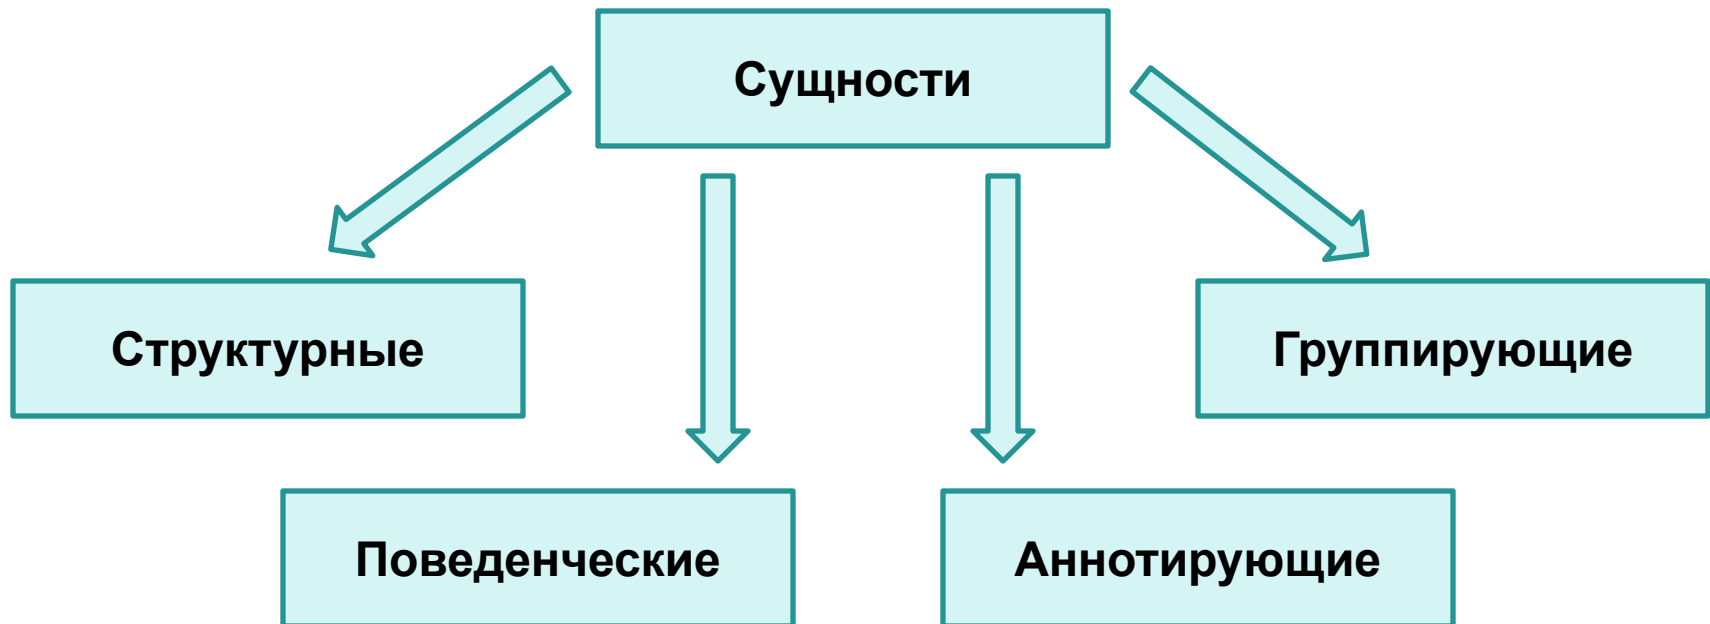 Сущности
Структурные
Группирующие
Поведенческие
Аннотирующие